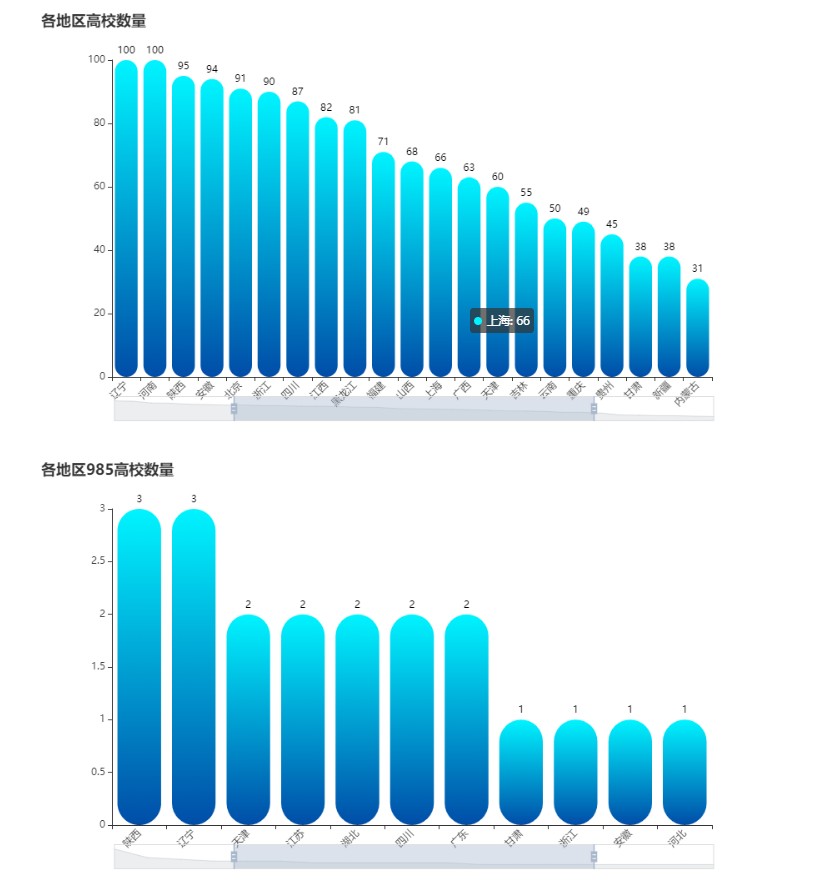 各地区高校数量
100 100 95 94 91 90 87 82 81 71 68 66 63 60 55 50 49 45 38 38 31
100
80
60
40
20
0
上海: 66
辽宁 河南 陕西 安徽 北京 浙江 四川 江西 黑龙江 福建 山西 上海 广西 天津 吉林 云南 重庆 贵州 甘肃 新疆 内蒙古
各地区985高校数量
3 3 2 2 2 2 2 1 1 1 1
3
2.5
2
1.5
1
0.5
0
陕西 辽宁 天津 江苏 湖北 四川 广东 甘肃 浙江 安徽 河北